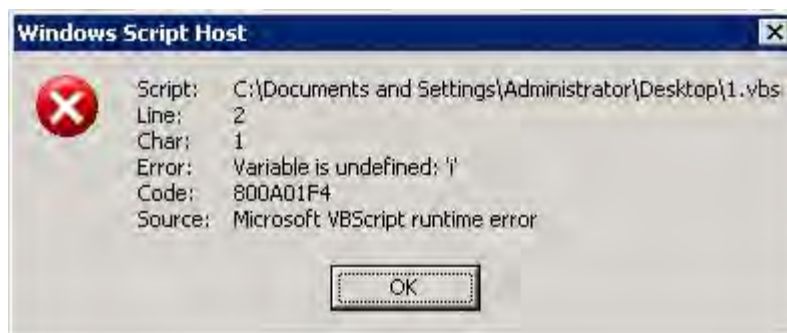 Windows Script Host
Script: C:\Documents and Settings\Administrator\Desktop\1.vbs
Line: 2
Char: 1
Error: Variable is undefined: 'i'
Code: 800A01F4
Source: Microsoft VBScript runtime error
OK